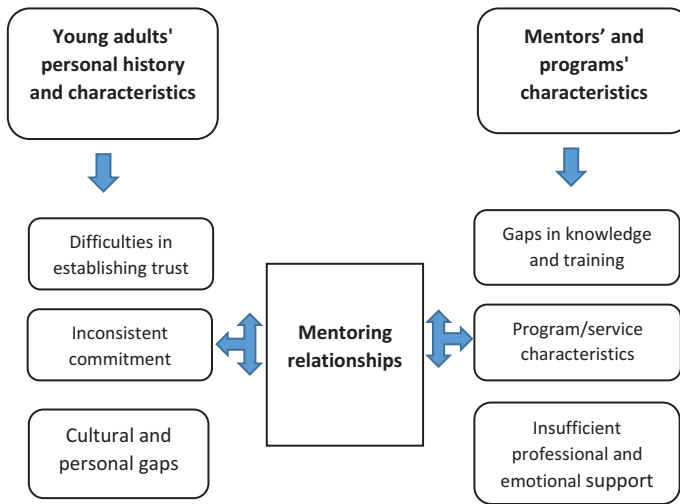 Young adults'
personal history
and characteristics
Mentors’ and
programs'
characteristics
Difficulties in
establishing trust
Inconsistent
commitment
Cultural and
personal gaps
Mentoring
relationships
Gaps in knowledge
and training
Program/service
characteristics
Insufficient
professional and
emotional support